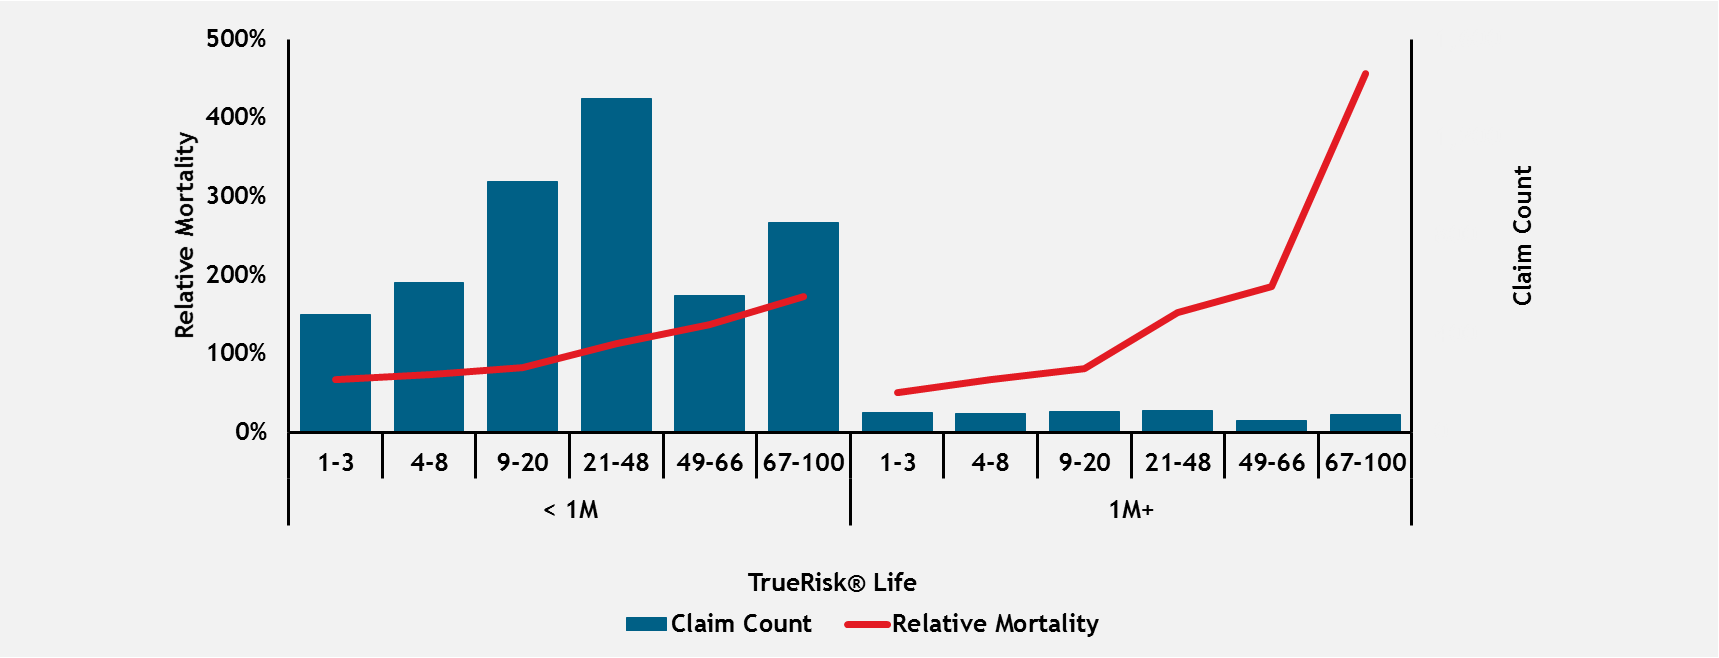 500%
400%
300%
200%
100%
0%
Relative Mortality
Claim Count
1-3 4-8 9-20 21-48 49-66 67-100 1-3 4-8 9-20 21-48 49-66 67-100
< 1M 1M+
TrueRisk® Life
Claim Count Relative Mortality